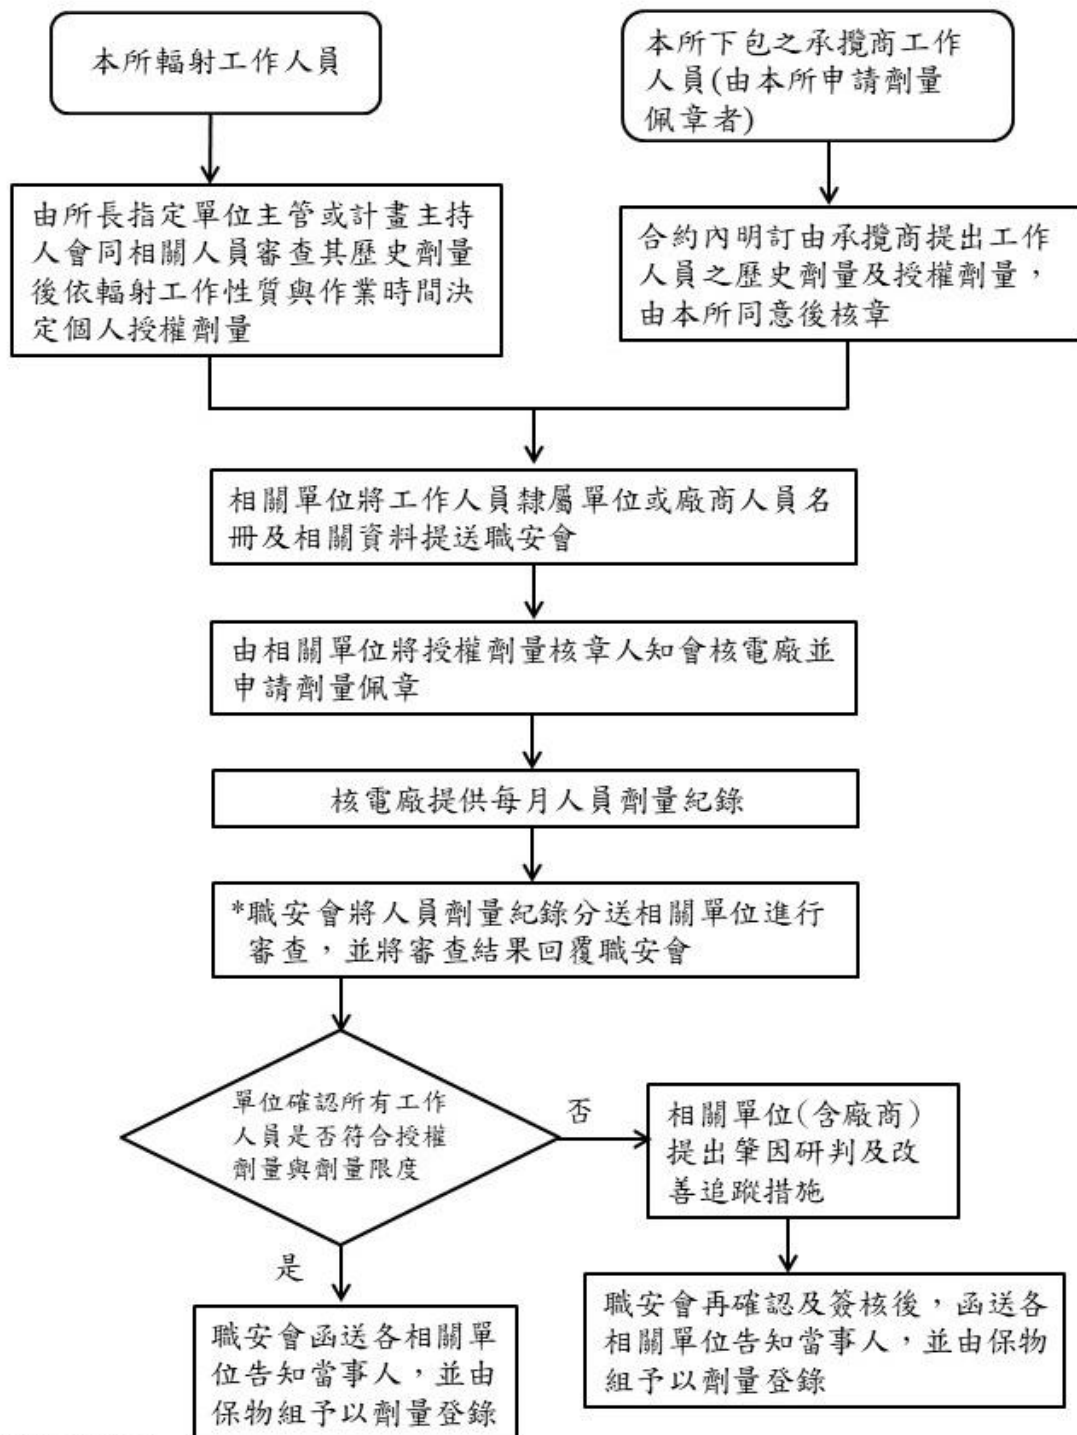 本所輻射工作人員
本所下包之承攬商工作
人員(由本所申請劑量
佩章者)
由所長指定單位主管或計畫主持
人會同相關人員審查其歷史劑量
後依輻射工作性質與作業時間決
定個人授權劑量
合約內明訂由承攬商提出工作
人員之歷史劑量及授權劑量，
由本所同意後核章
相關單位將工作人員隸屬單位或廠商人員名
冊及相關資料提送職安會
由相關單位將授權劑量核章人知會核電廠並
申請劑量佩章
核電廠提供每月人員劑量紀錄
*職安會將人員劑量紀錄分送相關單位進行
審查，並將審查結果回覆職安會
單位確認所有工作
人員是否符合授權
劑量與劑量限度
否
相關單位(含廠商)
提出肇因研判及改
善追蹤措施
是
職安會函送各相關單
位告知當事人，並由
保物組予以劑量登錄
職安會再確認及簽核後，函送各
相關單位告知當事人，並由保物
組予以劑量登錄